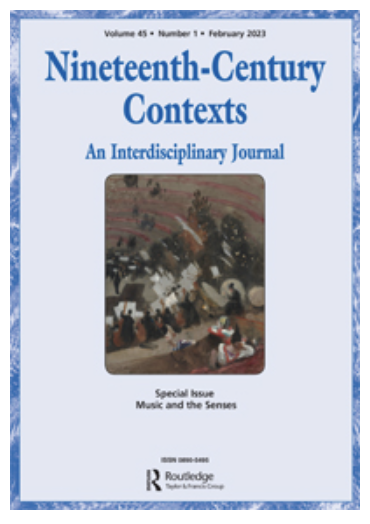 Volume 45 • Number 1 • February 2023
Nineteenth-Century
Contexts
An Interdisciplinary Journal
Special Issue
Music and the Senses
ISSN 0890-5495
Routledge
Taylor & Francis Group